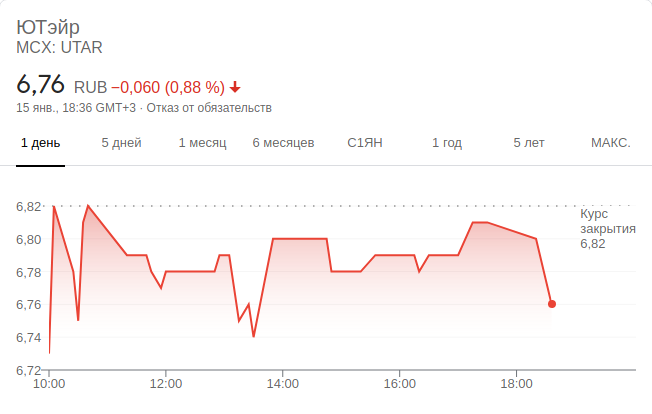 ЮТэйр
MCX: UTAR
6,76 RUB −0,060 (0,88 %)
15 янв., 18:36 GMT+3 · Отказ от обязательств
1 день 5 дней 1 месяц 6 месяцев С1ЯН 1 год 5 лет МАКС.
6,82
Курс
закрытия
6,82
6,80
6,78
6,76
6,74
6,72
10:00 12:00 14:00 16:00 18:00